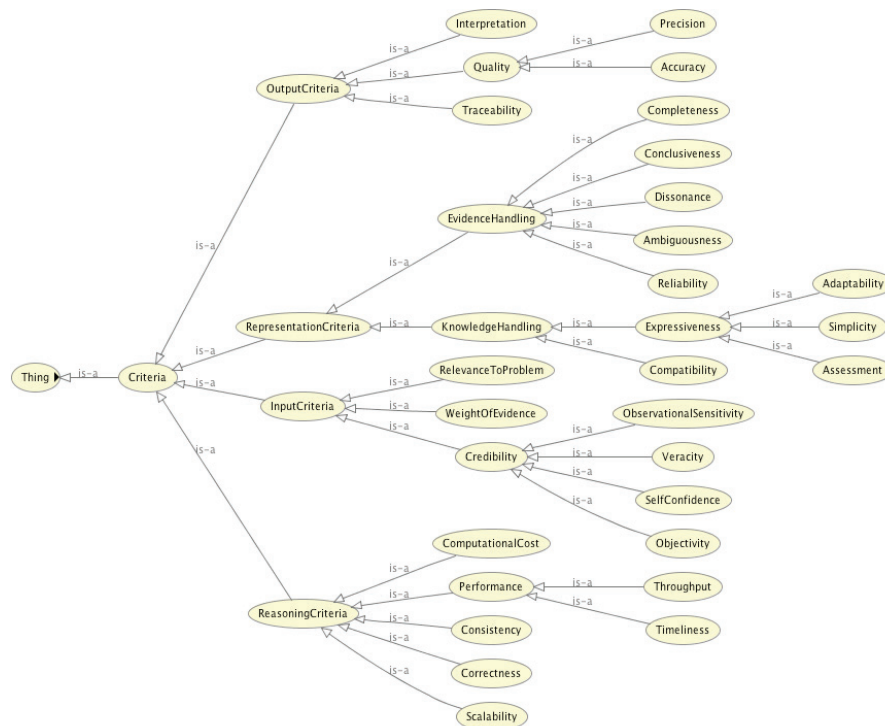 Interpretation
Precision
is-a
is-a
is-a
Quality
is-a
Accuracy
OutputCriteria
is-a
Traceability
Completeness
is-a
Conclusiveness
is-a
Dissonance
is-a
EvidenceHandling
is-a
Ambiguousness
is-a
is-a
Reliability
is-a
Adaptability
is-a
RepresentationCriteria
is-a
KnowledgeHandling
is-a
Expressiveness
is-a
Simplicity
is-a
is-a
is-a
Compatibility
Assessment
Thing
is-a
Criteria
RelevanceToProblem
is-a
is-a
InputCriteria
is-a
WeightOfEvidence
ObservationalSensitivity
is-a
is-a
Credibility
is-a
Veracity
is-a
is-a
SelfConfidence
is-a
Objectivity
ComputationalCost
is-a
Performance
is-a
Throughput
is-a
is-a
ReasoningCriteria
is-a
Consistency
Timeliness
is-a
Correctness
is-a
Scalability